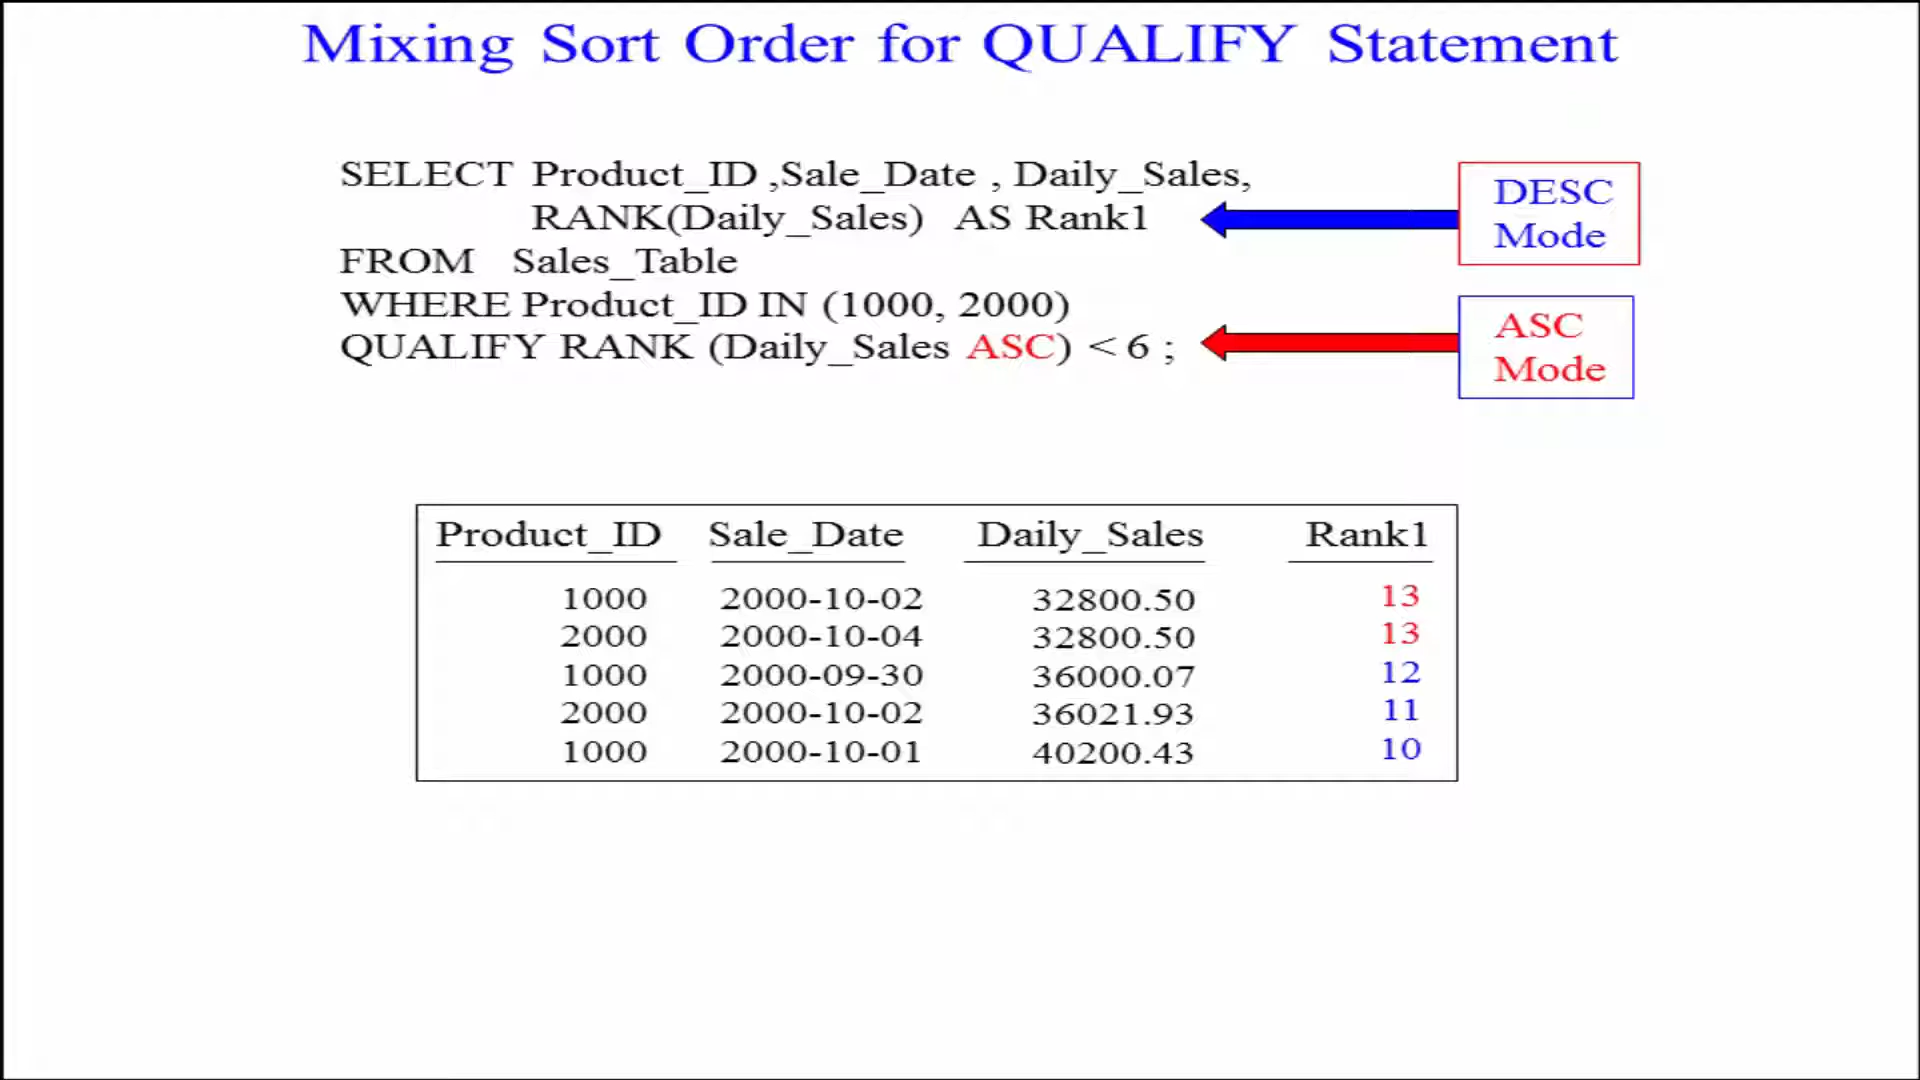 Mixing Sort Order for QUALIFY Statement
SELECT Product_ID ,Sale_Date , Daily_Sales,
RANK(Daily_Sales) AS Rank1
FROM Sales_Table
WHERE Product_ID IN (1000, 2000)
QUALIFY RANK (Daily_Sales ASC) < 6 ;
DESC
Mode
ASC
Mode
Product_ID Sale_Date Daily_Sales Rank1
1000 2000-10-02 32800.50 13
2000 2000-10-04 32800.50 13
1000 2000-09-30 36000.07 12
2000 2000-10-02 36021.93 11
1000 2000-10-01 40200.43 10